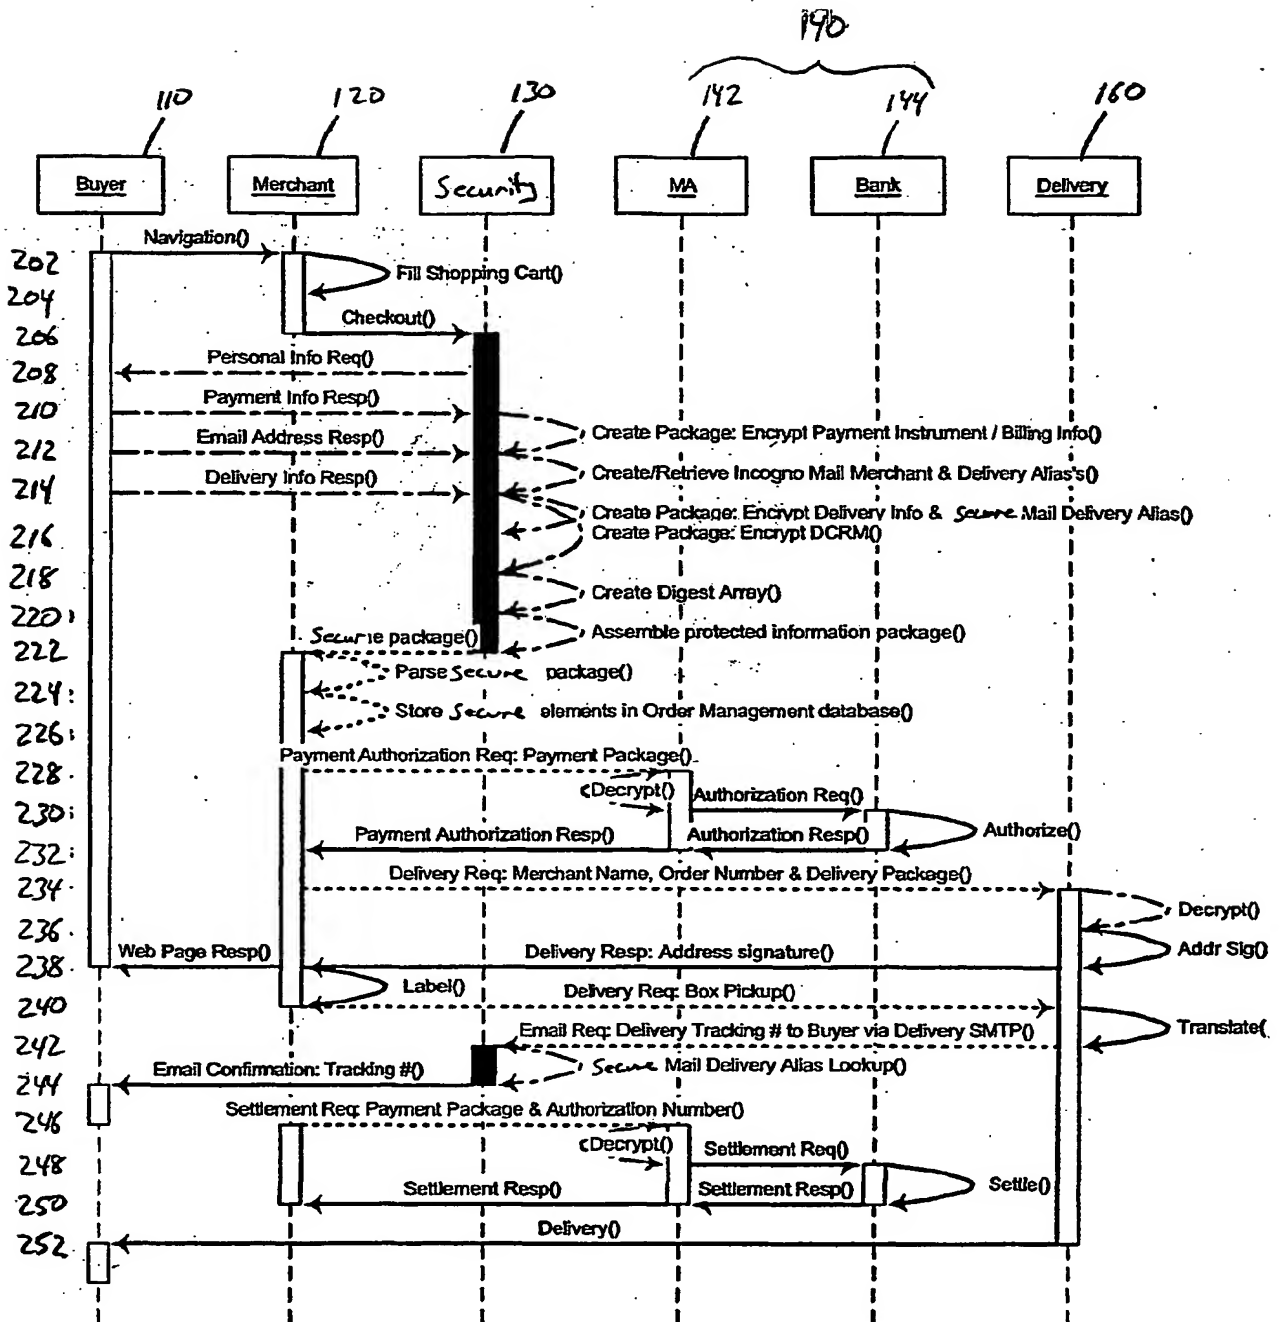 190
110 120 130 142 144 160
Buyer Merchant Security MA Bank Delivery
Navigation()
202
Fill Shopping Cart()
204
Checkout()
206
Personal Info Req()
208
Payment Info Resp()
210
Create Package: Encrypt Payment Instrument / Billing Info()
Email Address Resp()
212
Create/Retrieve Incogno Mail Merchant & Delivery Alias's()
Delivery Info Resp()
214
Create Package: Encrypt Delivery Info & Secure Mail Delivery Alias()
Create Package: Encrypt DCRM()
216
218
Create Digest Array()
220:
Assemble protected information package()
Securie package()
222
Parse Secure package()
224:
Store Secure elements in Order Management database()
226:
Payment Authorization Req: Payment Package()
228.
Decrypt() Authorization Req()
230:
Authorize()
Payment Authorization Resp() Authorization Resp()
232:
Delivery Req: Merchant Name, Order Number & Delivery Package()
234.
Decrypt()
236.
Web Page Resp() Delivery Resp: Address signature() Addr Sig()
238.
Label() Delivery Req: Box Pickup()
240
Email Req: Delivery Tracking # to Buyer via Delivery SMTP() Translate(
242
Email Confirmation: Tracking #() Secure Mail Delivery Alias Lookup()
244
Settlement Req: Payment Package & Authorization Number()
246
Decrypt() Settlement Req()
248
Settlement Resp() Settlement Resp() Settle()
250
Delivery()
252